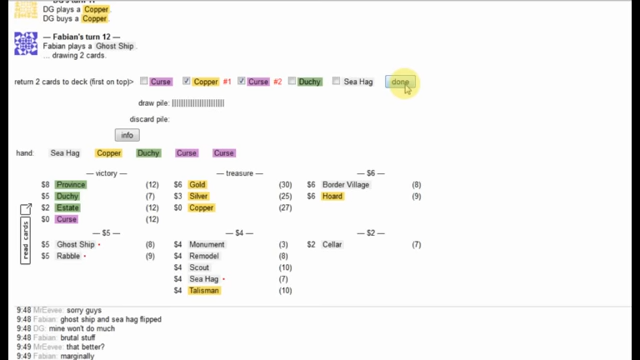 DG plays a Copper.
DG buys a Copper.
— Fabian's turn 12 —
Fabian plays a Ghost Ship.
... drawing 2 cards.
return 2 cards to deck (first on top)> Curse Copper #1 Curse #2 Duchy Sea Hag done
draw pile: ||||||||||||||||||||||
discard pile:
info
hand: Sea Hag Copper Duchy Curse Curse
— victory — — treasure — — $6 —
$8 Province (12) $6 Gold (30) $6 Border Village (8)
$5 Duchy (7) $3 Silver (25) $6 Hoard (9)
$2 Estate (12) $0 Copper (27)
$0 Curse (12)
read cards
— $5 — — $4 — — $2 —
$5 Ghost Ship • (8) $4 Monument (3) $2 Cellar (7)
$5 Rabble • (9) $4 Remodel (8)
$4 Scout (10)
$4 Sea Hag • (7)
$4 Talisman (10)
9:48 MrEevee: sorry guys
9:48 Fabian: ghost ship and sea hag flipped
9:48 DG: mine won't do much
9:48 Fabian: brutal stuff
9:49 MrEevee: that better?
9:49 Fabian: marginally